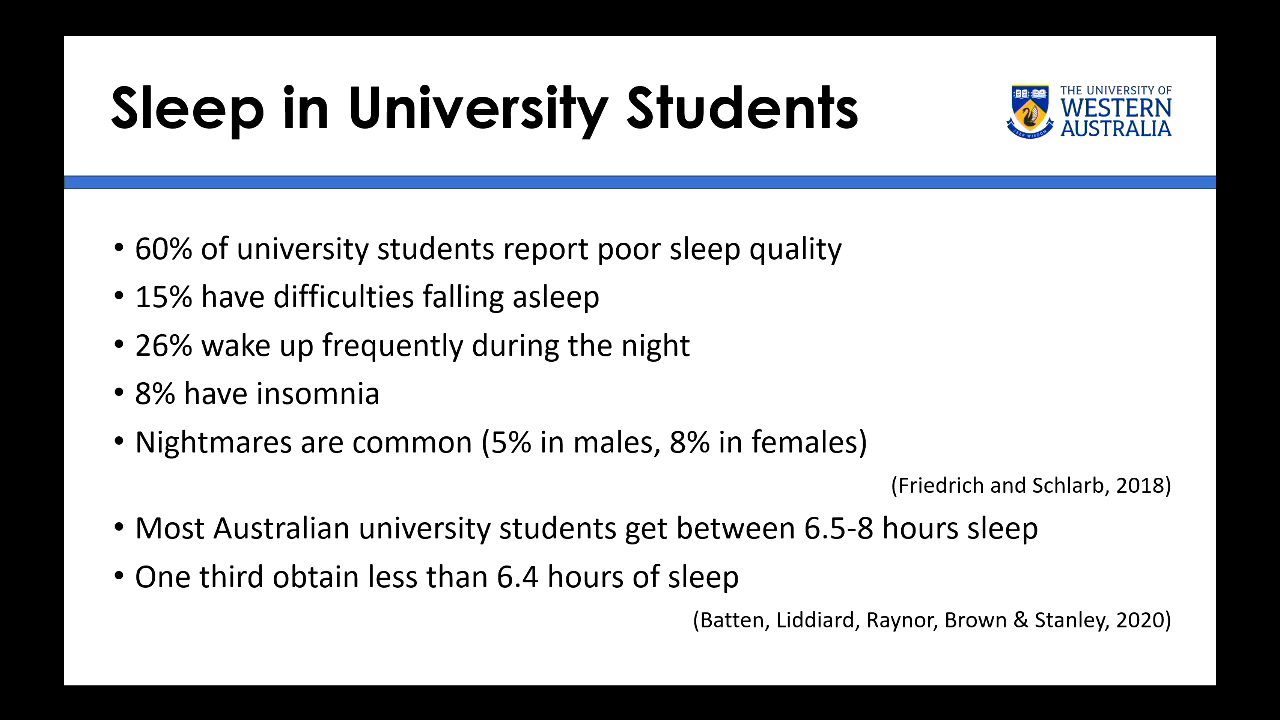 Sleep in University Students
THE UNIVERSITY OF
WESTERN
AUSTRALIA
• 60% of university students report poor sleep quality
• 15% have difficulties falling asleep
• 26% wake up frequently during the night
• 8% have insomnia
• Nightmares are common (5% in males, 8% in females)
(Friedrich and Schlarb, 2018)
• Most Australian university students get between 6.5-8 hours sleep
• One third obtain less than 6.4 hours of sleep
(Batten, Liddiard, Raynor, Brown & Stanley, 2020)